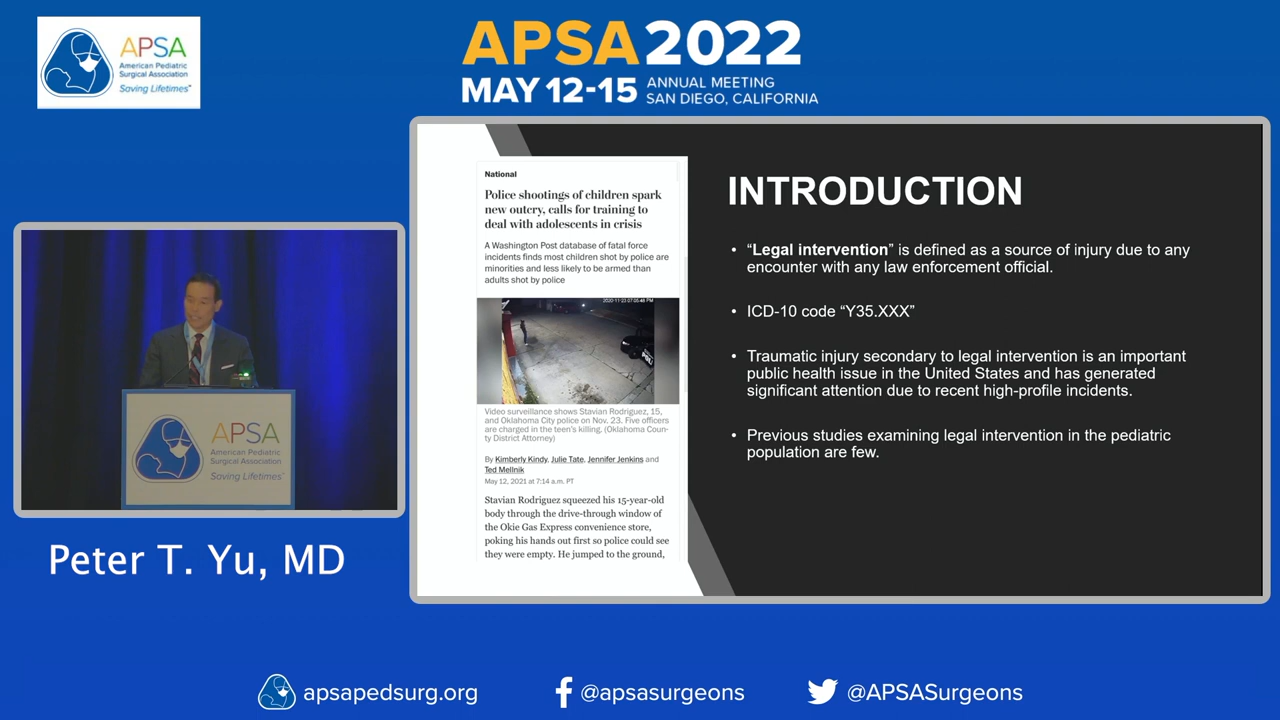 APSA
American Pediatric
Surgical Association
Saving Lifetimes™
APSA 2022
MAY 12-15
ANNUAL MEETING
SAN DIEGO, CALIFORNIA
National
Police shootings of children spark
new outcry, calls for training to
deal with adolescents in crisis
A Washington Post database of fatal force
incidents finds most children shot by police are
minorities and less likely to be armed than
adults shot by police
2020-11-23 07:05:46 PM
Video surveillance shows Stavian Rodriguez, 15,
and Oklahoma City police on Nov. 23. Five officers
are charged in the teen's killing. (Oklahoma Coun-
ty District Attorney)
By Kimberly Kindy, Julie Tate, Jennifer Jenkins and
Ted Mellnik
May 12, 2021 at 7:14 a.m. PT
Stavian Rodriguez squeezed his 15-year-old
body through the drive-through window of
the Okie Gas Express convenience store,
poking his hands out first so police could see
they were empty. He jumped to the ground,
INTRODUCTION
• “Legal intervention” is defined as a source of injury due to any
encounter with any law enforcement official.
• ICD-10 code “Y35.XXX”
• Traumatic injury secondary to legal intervention is an important
public health issue in the United States and has generated
significant attention due to recent high-profile incidents.
• Previous studies examining legal intervention in the pediatric
population are few.
APSA
American Pediatric
Surgical Association
Saving Lifetimes™
Peter T. Yu, MD
apsapedsurg.org
@apsasurgeons
@APSASurgeons